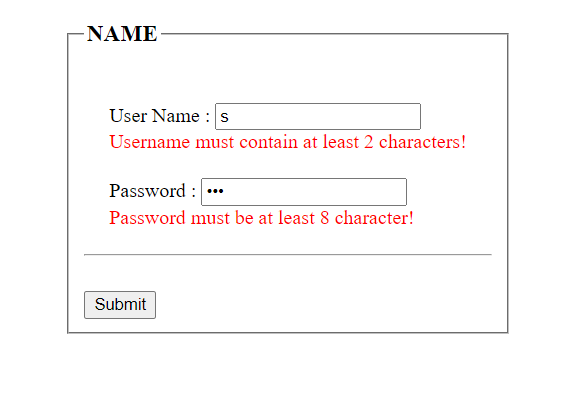 NAME
User Name : s
Username must contain at least 2 characters!
Password : •••
Password must be at least 8 character!
Submit